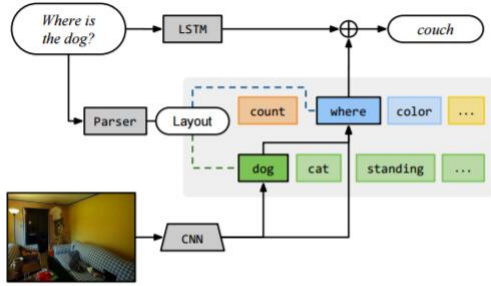 Where is
the dog?
LSTM
couch
Parser
Layout
count
where
color
...
dog
cat
standing
...
CNN